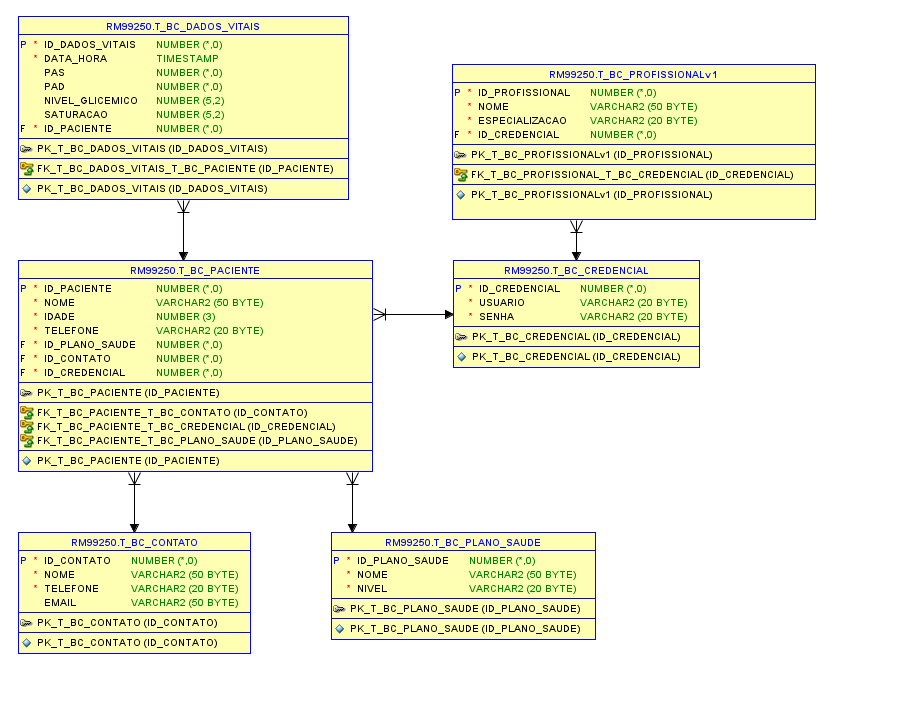 RM99250.T_BC_DADOS_VITAIS
P * ID_DADOS_VITAIS NUMBER (*,0)
* DATA_HORA TIMESTAMP
PAS NUMBER (*,0)
PAD NUMBER (*,0)
NIVEL_GLICEMICO NUMBER (5,2)
SATURACAO NUMBER (5,2)
F * ID_PACIENTE NUMBER (*,0)
PK_T_BC_DADOS_VITAIS (ID_DADOS_VITAIS)
FK_T_BC_DADOS_VITAIS_T_BC_PACIENTE (ID_PACIENTE)
PK_T_BC_DADOS_VITAIS (ID_DADOS_VITAIS)
RM99250.T_BC_PROFISSIONALv1
P * ID_PROFISSIONAL NUMBER (*,0)
* NOME VARCHAR2 (50 BYTE)
* ESPECIALIZACAO VARCHAR2 (20 BYTE)
F * ID_CREDENCIAL NUMBER (*,0)
PK_T_BC_PROFISSIONALv1 (ID_PROFISSIONAL)
FK_T_BC_PROFISSIONAL_T_BC_CREDENCIAL (ID_CREDENCIAL)
PK_T_BC_PROFISSIONALv1 (ID_PROFISSIONAL)
RM99250.T_BC_PACIENTE
P * ID_PACIENTE NUMBER (*,0)
* NOME VARCHAR2 (50 BYTE)
* IDADE NUMBER (3)
* TELEFONE VARCHAR2 (20 BYTE)
F * ID_PLANO_SAUDE NUMBER (*,0)
F * ID_CONTATO NUMBER (*,0)
F * ID_CREDENCIAL NUMBER (*,0)
PK_T_BC_PACIENTE (ID_PACIENTE)
FK_T_BC_PACIENTE_T_BC_CONTATO (ID_CONTATO)
FK_T_BC_PACIENTE_T_BC_CREDENCIAL (ID_CREDENCIAL)
FK_T_BC_PACIENTE_T_BC_PLANO_SAUDE (ID_PLANO_SAUDE)
PK_T_BC_PACIENTE (ID_PACIENTE)
RM99250.T_BC_CREDENCIAL
P * ID_CREDENCIAL NUMBER (*,0)
* USUARIO VARCHAR2 (20 BYTE)
* SENHA VARCHAR2 (20 BYTE)
PK_T_BC_CREDENCIAL (ID_CREDENCIAL)
PK_T_BC_CREDENCIAL (ID_CREDENCIAL)
RM99250.T_BC_CONTATO
P * ID_CONTATO NUMBER (*,0)
* NOME VARCHAR2 (50 BYTE)
* TELEFONE VARCHAR2 (20 BYTE)
EMAIL VARCHAR2 (50 BYTE)
PK_T_BC_CONTATO (ID_CONTATO)
PK_T_BC_CONTATO (ID_CONTATO)
RM99250.T_BC_PLANO_SAUDE
P * ID_PLANO_SAUDE NUMBER (*,0)
* NOME VARCHAR2 (50 BYTE)
* NIVEL VARCHAR2 (20 BYTE)
PK_T_BC_PLANO_SAUDE (ID_PLANO_SAUDE)
PK_T_BC_PLANO_SAUDE (ID_PLANO_SAUDE)